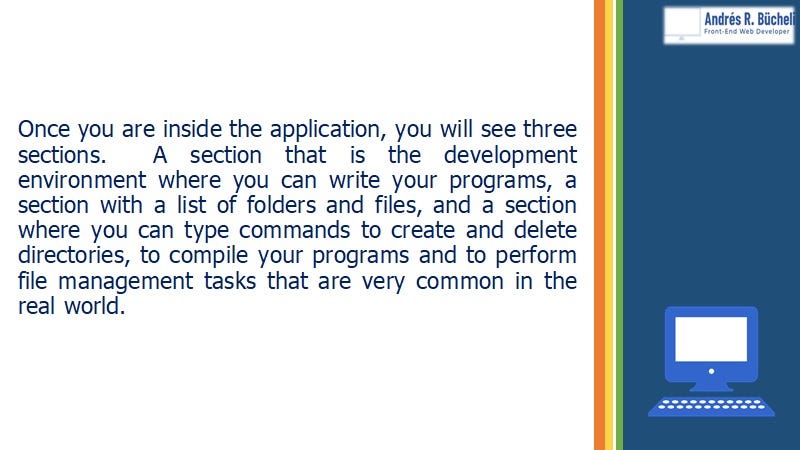 Andrés R. Bücheli
Front-End Web Developer
Once you are inside the application, you will see three
sections. A section that is the development
environment where you can write your programs, a
section with a list of folders and files, and a section
where you can type commands to create and delete
directories, to compile your programs and to perform
file management tasks that are very common in the
real world.